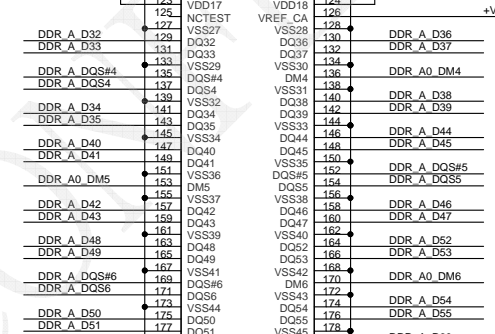 123 VDD17 VDD18 124
125 NCTEST VREF_CA 126 +V
127 VSS27 VSS28 128
DDR_A_D32 129 DQ32 DQ36 130 DDR_A_D36
DDR_A_D33 131 DQ33 DQ37 132 DDR_A_D37
133 VSS29 VSS30 134
DDR_A_DQS#4 135 DQS#4 DM4 136 DDR_A0_DM4
DDR_A_DQS4 137 DQS4 VSS31 138
139 VSS32 DQ38 140 DDR_A_D38
DDR_A_D34 141 DQ34 DQ39 142 DDR_A_D39
DDR_A_D35 143 DQ35 VSS33 144
145 VSS34 DQ44 146 DDR_A_D44
DDR_A_D40 147 DQ40 DQ45 148 DDR_A_D45
DDR_A_D41 149 DQ41 VSS35 150
151 VSS36 DQS#5 152 DDR_A_DQS#5
DDR_A0_DM5 153 DM5 DQS5 154 DDR_A_DQS5
155 VSS37 VSS38 156
DDR_A_D42 157 DQ42 DQ46 158 DDR_A_D46
DDR_A_D43 159 DQ43 DQ47 160 DDR_A_D47
161 VSS39 VSS40 162
DDR_A_D48 163 DQ48 DQ52 164 DDR_A_D52
DDR_A_D49 165 DQ49 DQ53 166 DDR_A_D53
167 VSS41 VSS42 168
DDR_A_DQS#6 169 DQS#6 DM6 170 DDR_A0_DM6
DDR_A_DQS6 171 DQS6 VSS43 172
173 VSS44 DQ54 174 DDR_A_D54
DDR_A_D50 175 DQ50 DQ55 176 DDR_A_D55
DDR_A_D51 177 DQ51 VSS45 178